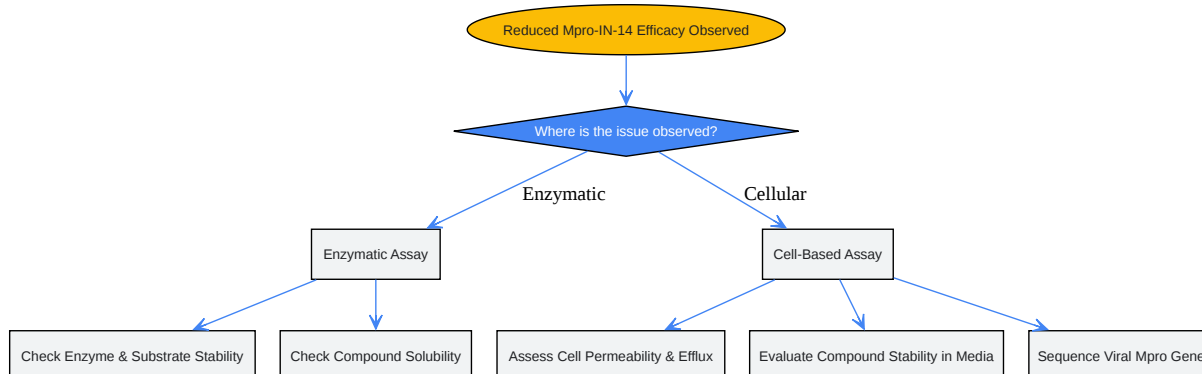 Reduced Mpro-IN-14 Efficacy Observed
Where is the issue observed?
Enzymatic
Cellular
Enzymatic Assay
Cell-Based Assay
Check Enzyme & Substrate Stability
Check Compound Solubility
Assess Cell Permeability & Efflux
Evaluate Compound Stability in Media
Sequence Viral Mpro Gene